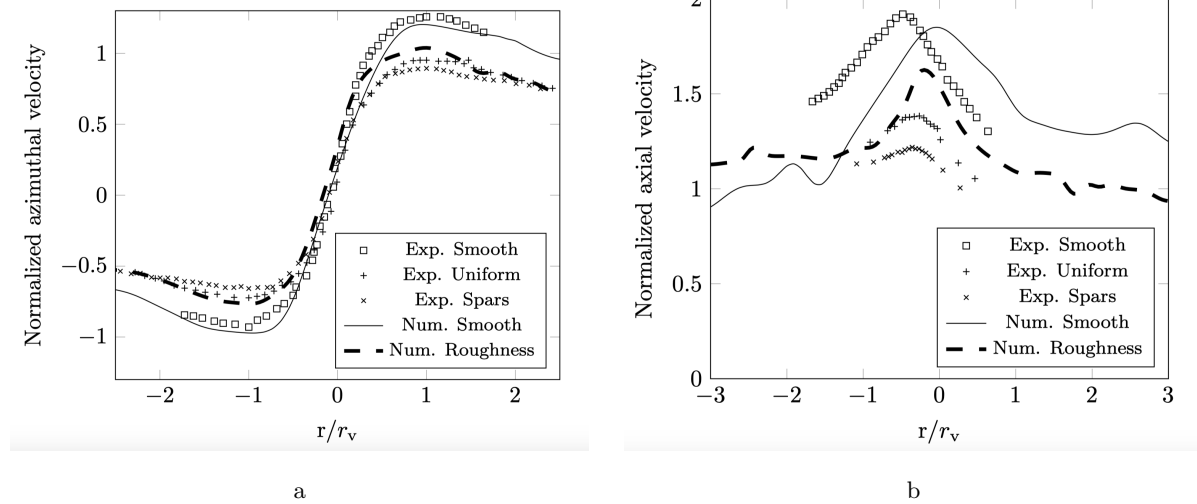 Normalized azimuthal velocity
1
0.5
0
−0.5
−1
−2
−1
0
1
2
r/rv
Exp. Smooth
Exp. Uniform
Exp. Spars
Num. Smooth
Num. Roughness
a
Normalized axial velocity
2
1.5
1
0.5
0
−3
−2
−1
0
1
2
3
r/rv
Exp. Smooth
Exp. Uniform
Exp. Spars
Num. Smooth
Num. Roughness
b